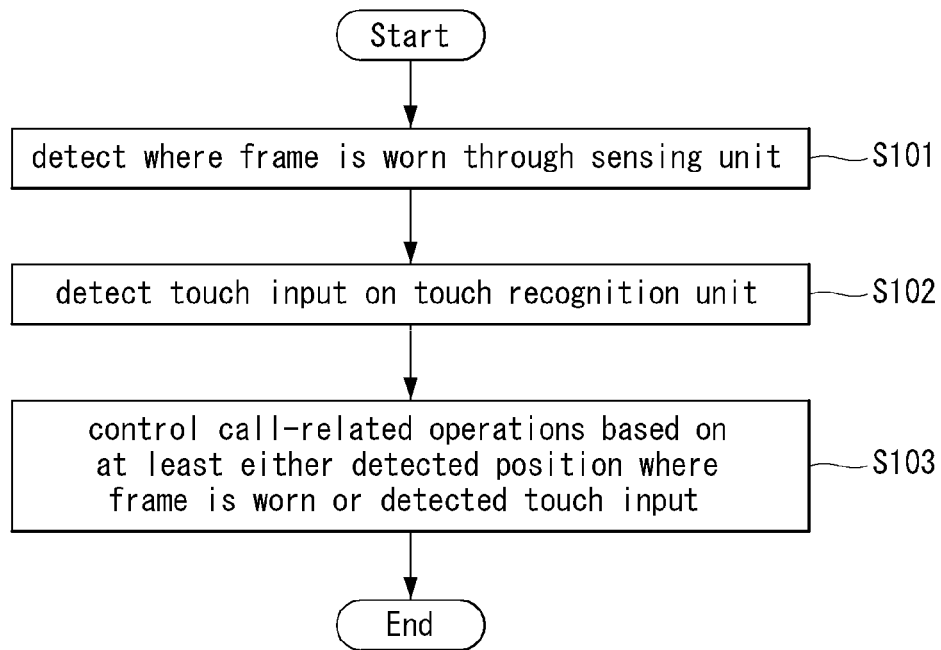 Start
detect where frame is worn through sensing unit
S101
detect touch input on touch recognition unit
S102
control call-related operations based on
at least either detected position where
frame is worn or detected touch input
S103
End